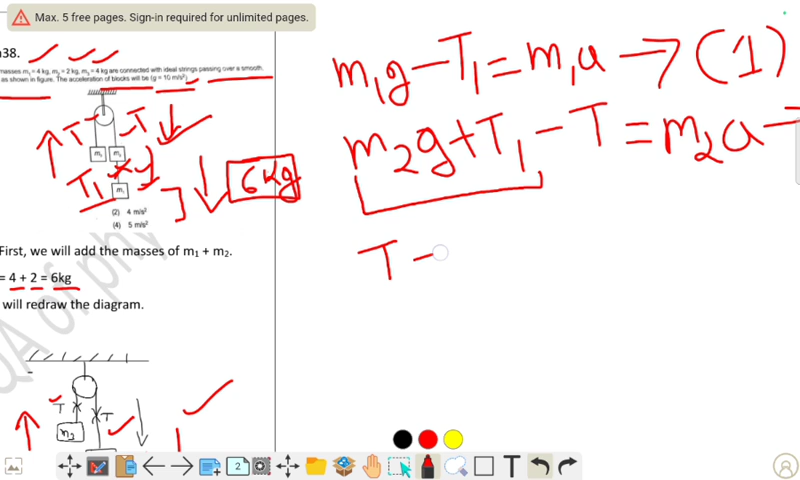 Max. 5 free pages. Sign-in required for unlimited pages.
38.
masses m₁ = 4 kg, m₂ = 2 kg, m₃ = 4 kg are connected with ideal strings passing over a smooth
as shown in figure. The acceleration of blocks will be (g = 10 m/s²)
T T
T₁
6kg
(2) 4 m/s²
(4) 5 m/s²
First, we will add the masses of m₁ + m₂.
= 4 + 2 = 6kg
will redraw the diagram.
T T
m₃
m₁g - T₁ = m₁a → (1)
m₂g + T₁ - T = m₂a -
T -
2
T